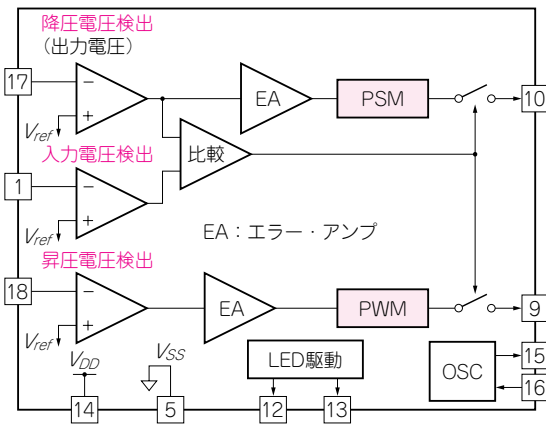 降圧電圧検出
(出力電圧)
17
−
+
Vref
EA
PSM
10
入力電圧検出
比較
1
−
+
Vref
EA:エラー・アンプ
昇圧電圧検出
18
−
+
Vref
EA
PWM
9
VDD
VSS
LED駆動
OSC
15
16
14
5
12
13